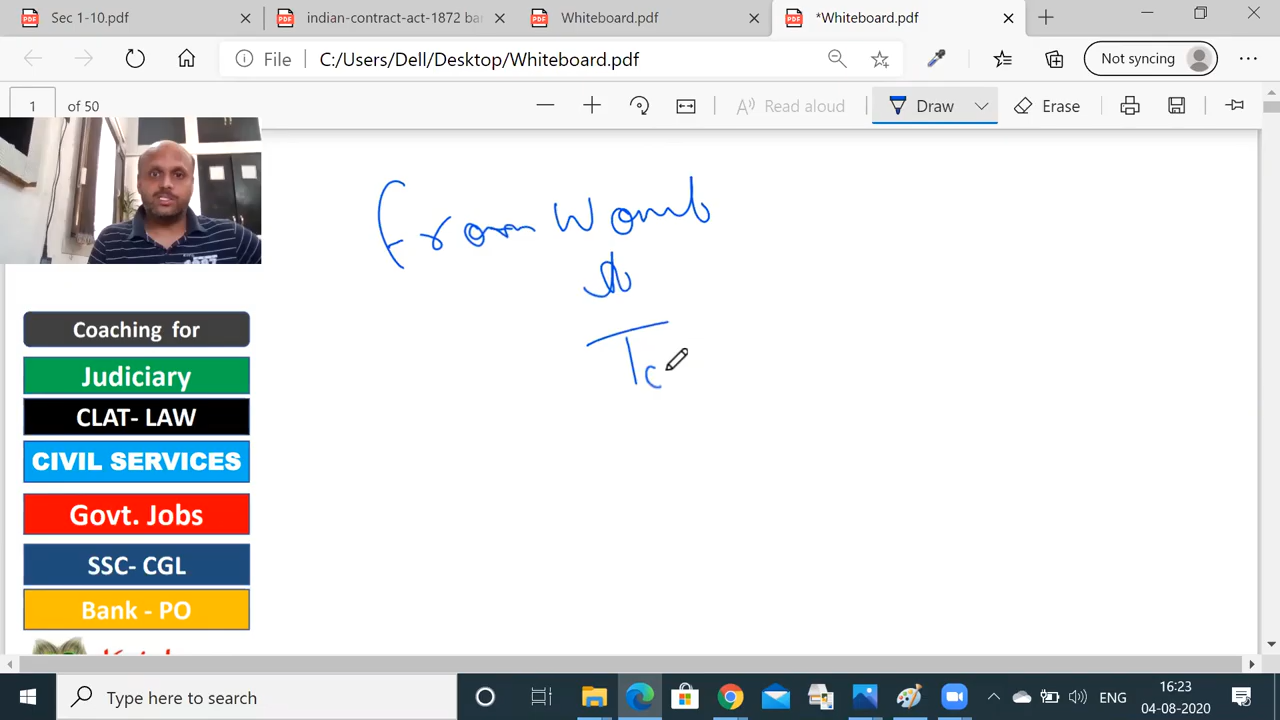 Sec 1-10.pdf
indian-contract-act-1872 ba
Whiteboard.pdf
*Whiteboard.pdf
File C:/Users/Dell/Desktop/Whiteboard.pdf
Not syncing
1 of 50
Read aloud
Draw
Erase
From Womb
to
To
Coaching for
Judiciary
CLAT- LAW
CIVIL SERVICES
Govt. Jobs
SSC- CGL
Bank - PO
Type here to search
ENG
16:23
04-08-2020